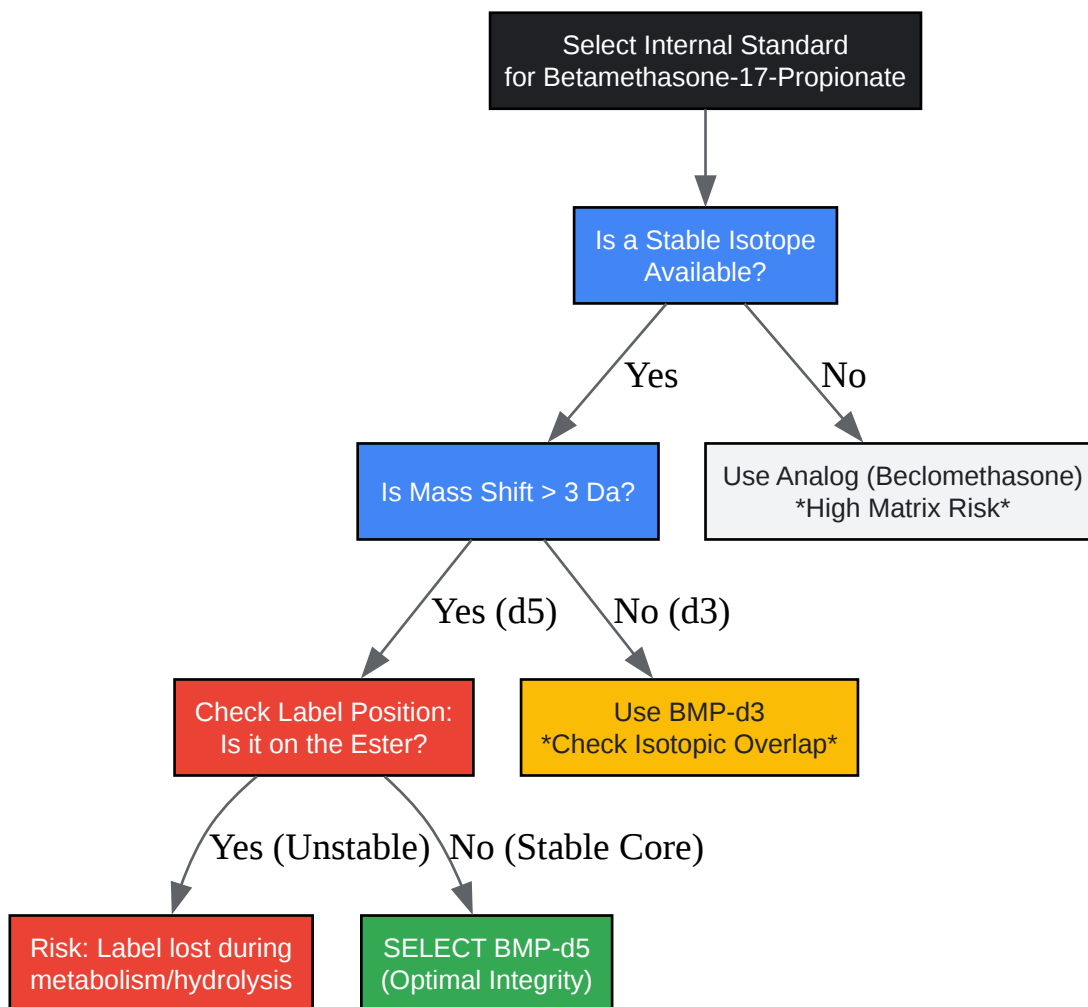 Select Internal Standard
for Betamethasone-17-Propionate
Is a Stable Isotope
Available?
Yes
No
Is Mass Shift > 3 Da?
Use Analog (Beclomethasone)
*High Matrix Risk*
Yes (d5)
No (d3)
Check Label Position:
Is it on the Ester?
Use BMP-d3
*Check Isotopic Overlap*
Yes (Unstable)
No (Stable Core)
Risk: Label lost during
metabolism/hydrolysis
SELECT BMP-d5
(Optimal Integrity)